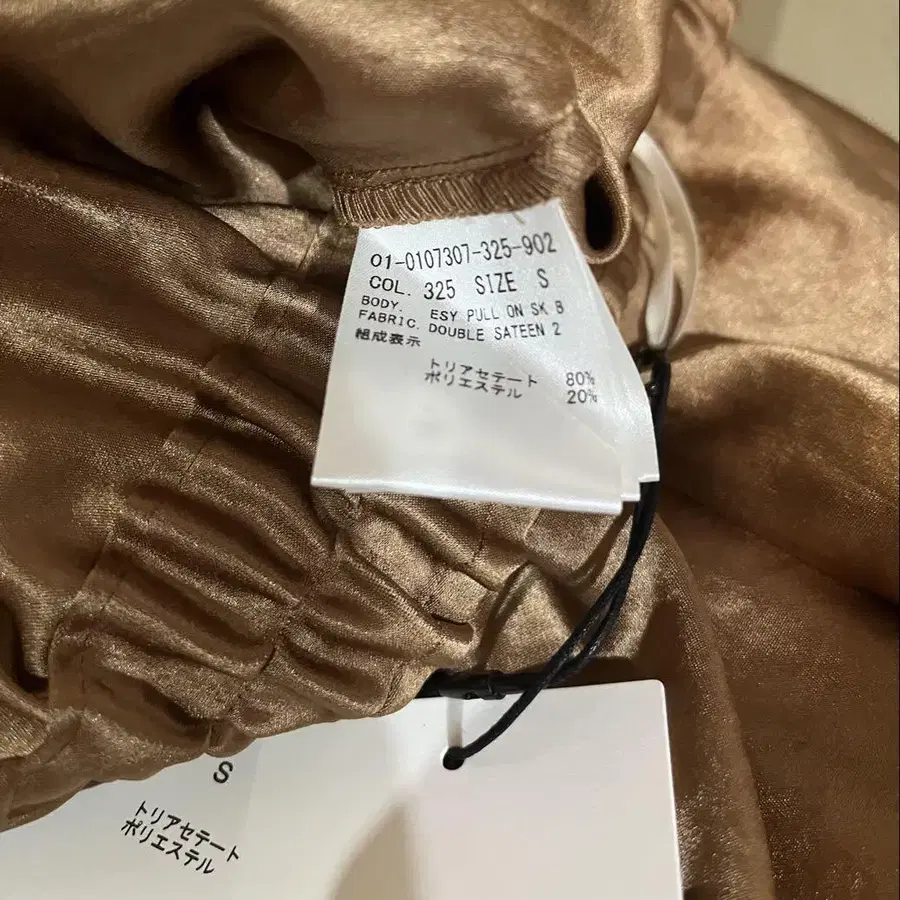 01-0107307-325-902
COL. 325 SIZE S
BODY. ESY PULL ON SK B
FABRIC. DOUBLE SATEEN 2
組成表示
トリアセテート 80%
ポリエステル 20%
S
トリアセテート
ポリエステル